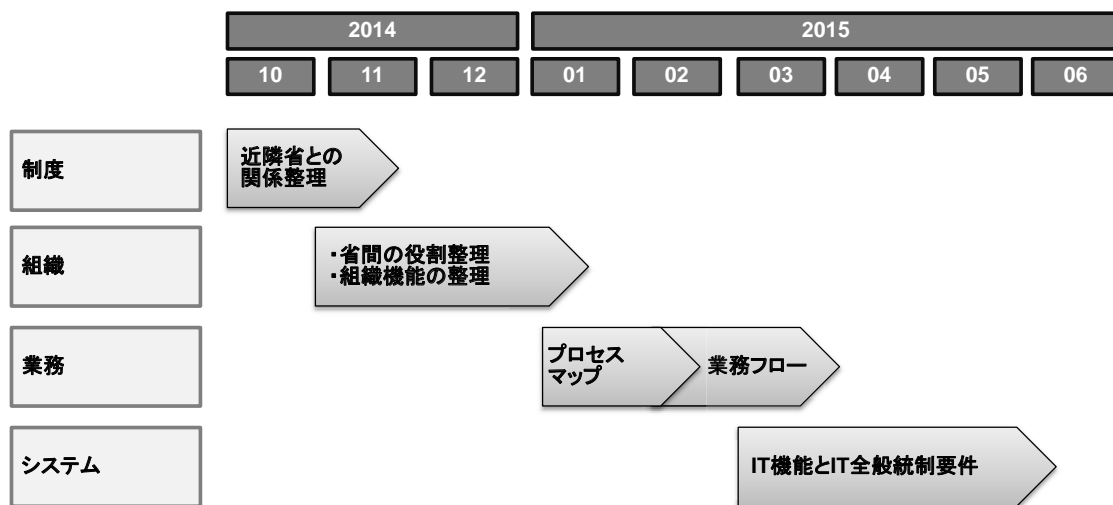 2014
2015
10
11
12
01
02
03
04
05
06
制度
近隣省との
関係整理
組織
・省間の役割整理
・組織機能の整理
業務
プロセス
マップ
業務フロー
システム
IT機能とIT全般統制要件